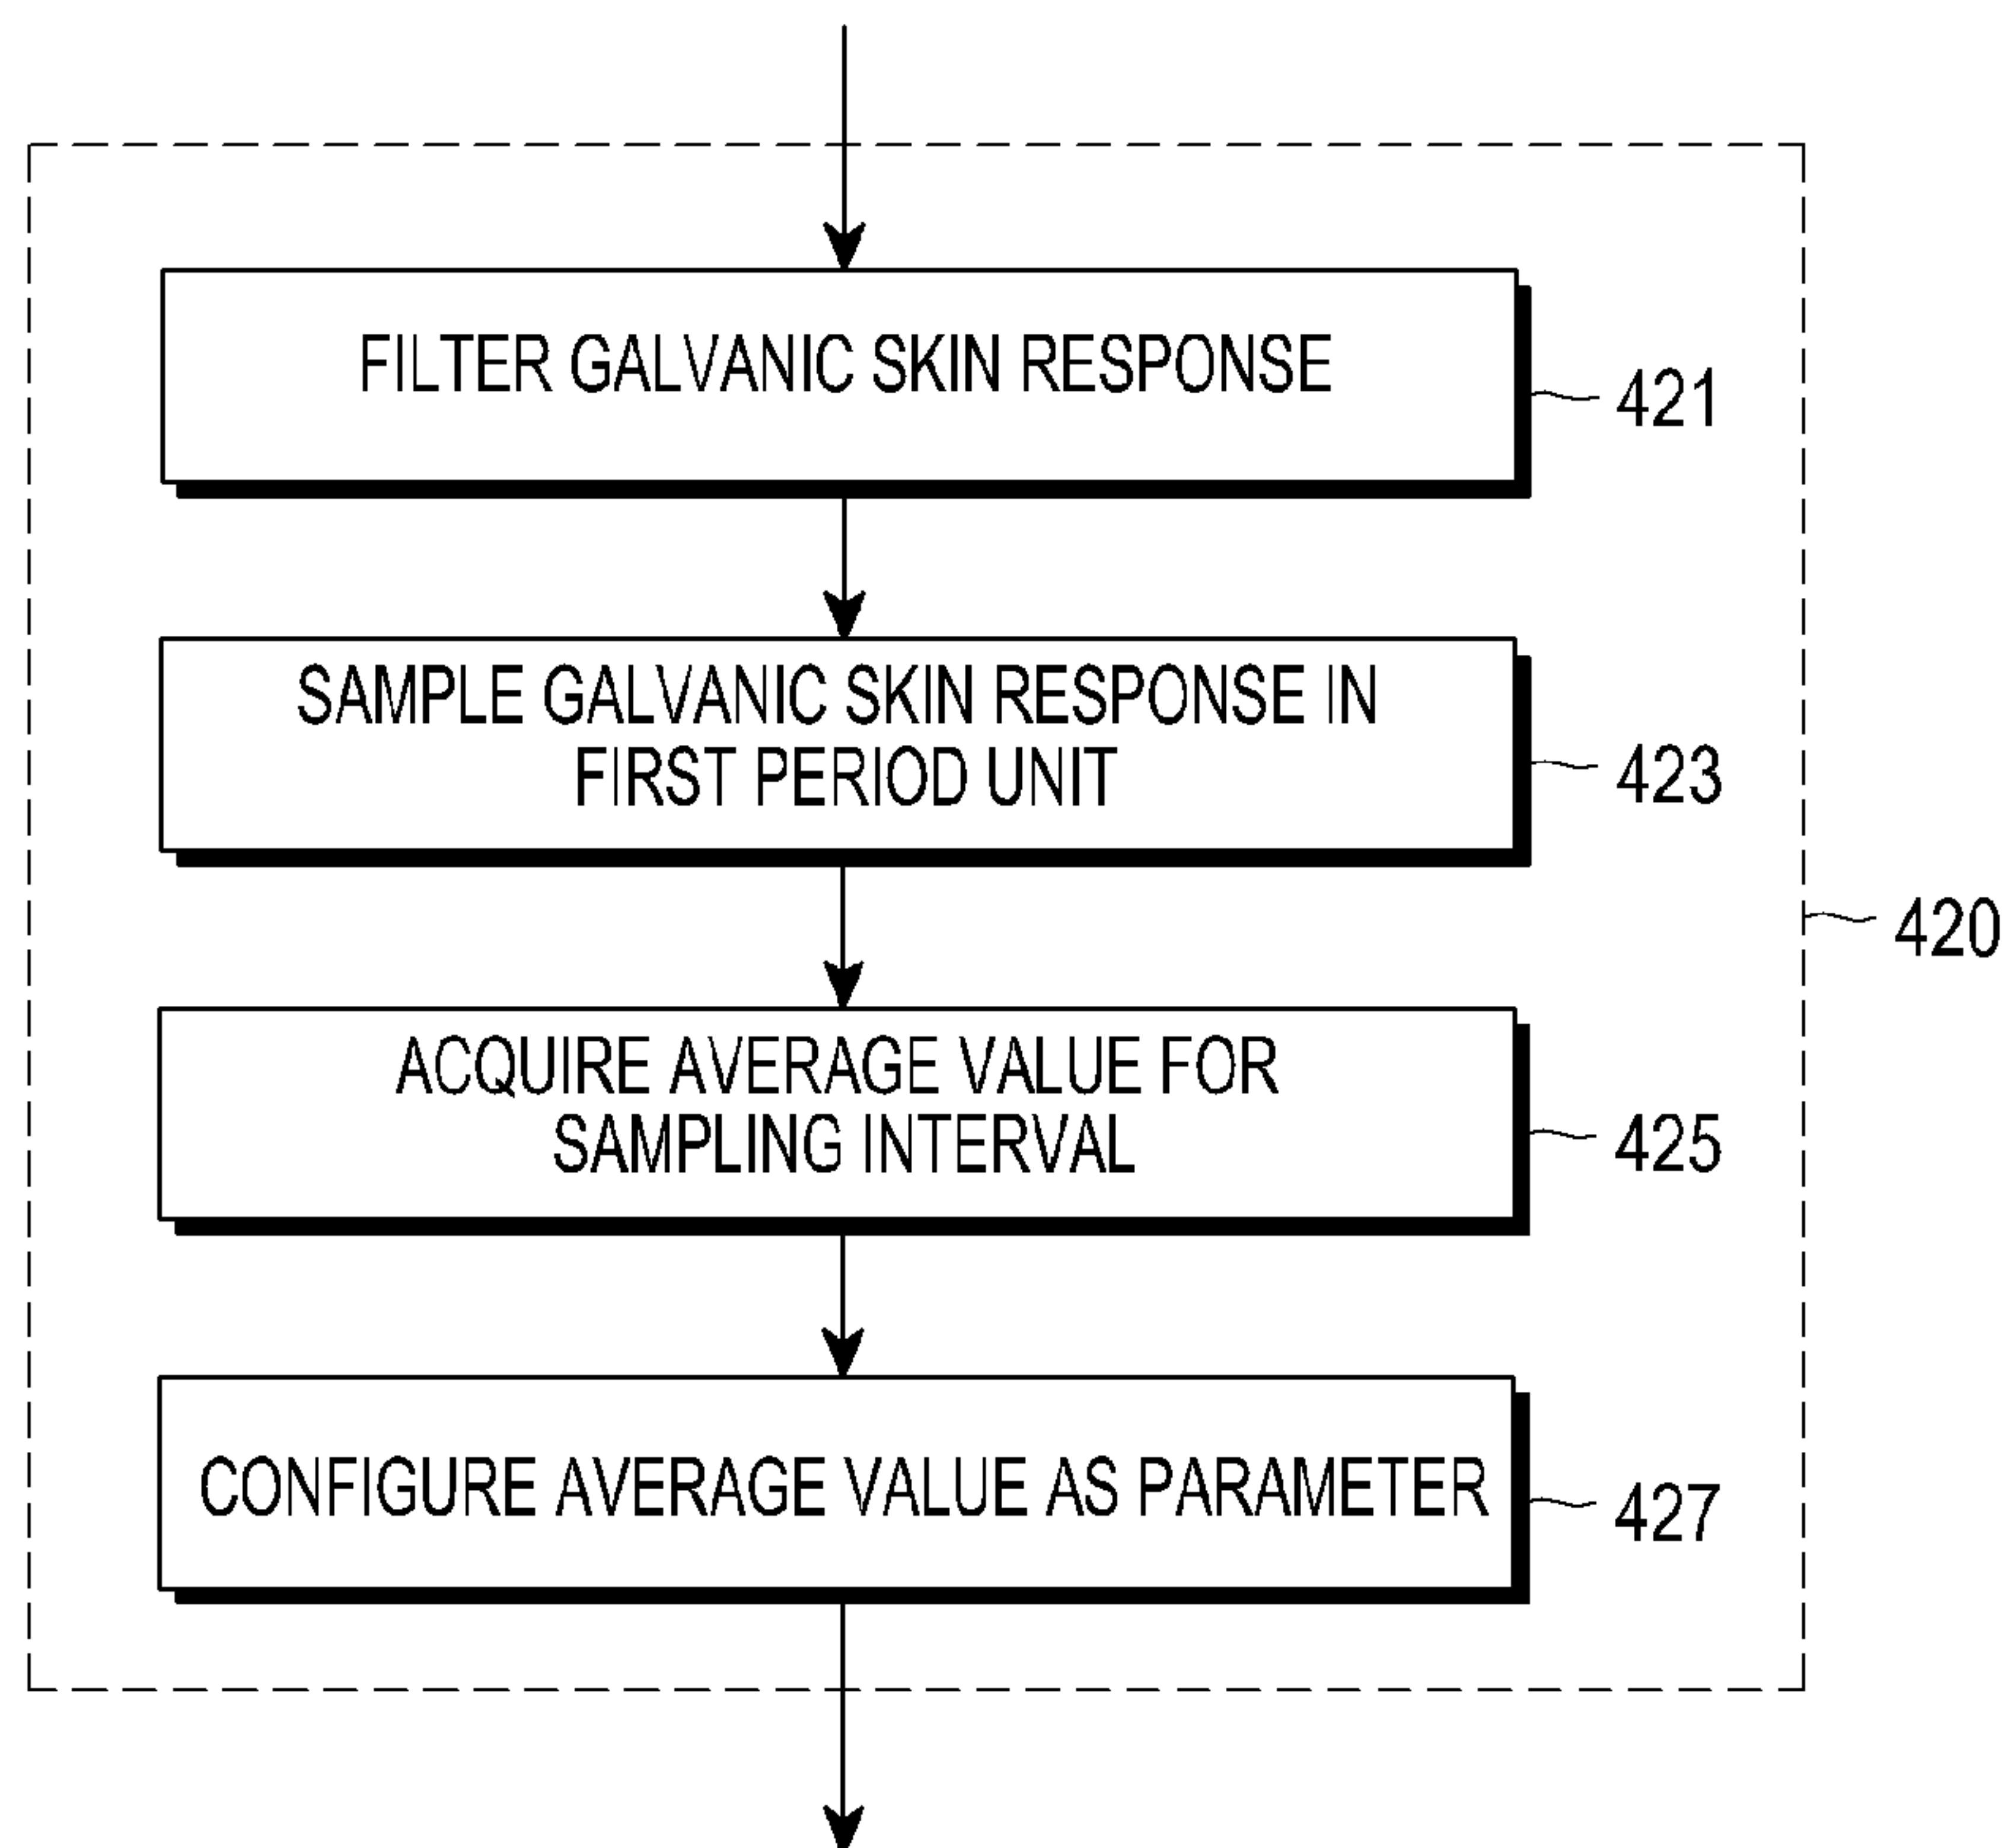 FILTER GALVANIC SKIN RESPONSE
421
SAMPLE GALVANIC SKIN RESPONSE IN
FIRST PERIOD UNIT
423
420
ACQUIRE AVERAGE VALUE FOR
SAMPLING INTERVAL
425
CONFIGURE AVERAGE VALUE AS PARAMETER
427